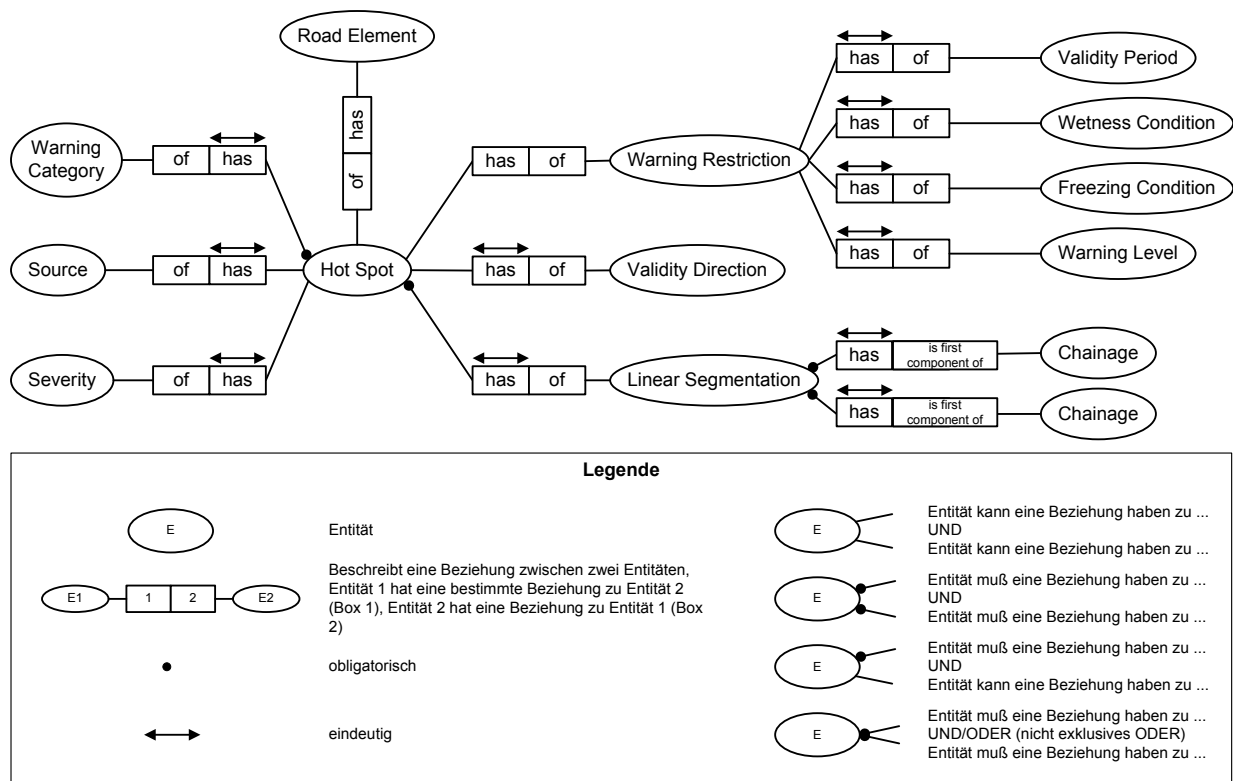 Road Element
has
of
Warning
Category
of
has
Source
of
has
Severity
of
has
Hot Spot
has
of
Warning Restriction
has
of
Validity Direction
has
of
Linear Segmentation
has
of
Validity Period
has
of
Wetness Condition
has
of
Freezing Condition
has
of
Warning Level
has
is first
component of
Chainage
has
is first
component of
Chainage
Legende
E
Entität
E1
1
2
E2
Beschreibt eine Beziehung zwischen zwei Entitäten,
Entität 1 hat eine bestimmte Beziehung zu Entität 2
(Box 1), Entität 2 hat eine Beziehung zu Entität 1 (Box
2)
obligatorisch
eindeutig
E
Entität kann eine Beziehung haben zu ...
UND
Entität kann eine Beziehung haben zu ...
E
Entität muß eine Beziehung haben zu ...
UND
Entität muß eine Beziehung haben zu ...
E
Entität muß eine Beziehung haben zu ...
UND
Entität kann eine Beziehung haben zu ...
E
Entität muß eine Beziehung haben zu ...
UND/ODER (nicht exklusives ODER)
Entität muß eine Beziehung haben zu ...